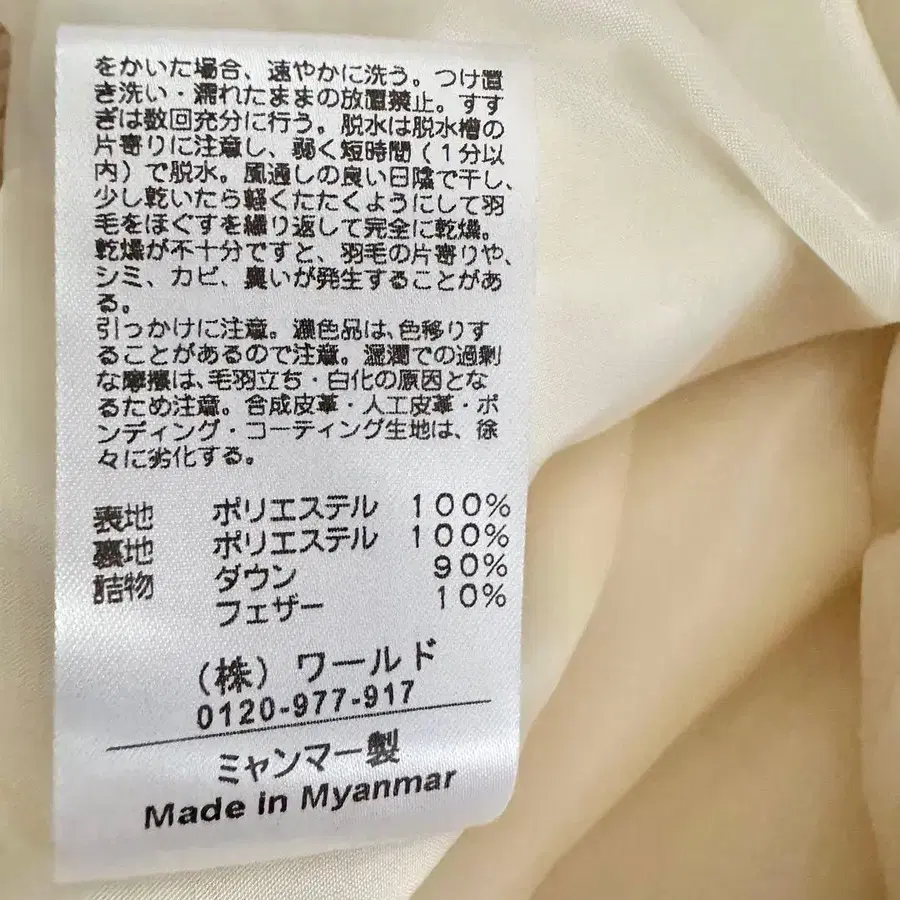 をかいた場合、速やかに洗う。つけ置
き洗い・濡れたままの放置禁止。すす
ぎは数回充分に行う。脱水は脱水槽の
片寄りに注意し、弱く短時間(1分以
内)で脱水。風通しの良い日陰で干し、
少し乾いたら軽くたたくようにして羽
毛をほぐすを繰り返して完全に乾燥。
乾燥が不十分ですと、羽毛の片寄りや、
シミ、カビ、臭いが発生することがあ
る。
引っかけに注意。濃色品は、色移りす
ることがあるので注意。湿潤での過剰
な摩擦は、毛羽立ち・白化の原因とな
るため注意。合成皮革・人工皮革・ボ
ンディング・コーティング生地は、徐
々に劣化する。
表地 ポリエステル 100%
裏地 ポリエステル 100%
詰物 ダウン 90%
フェザー 10%
(株)ワールド
0120-977-917
ミャンマー製
Made in Myanmar